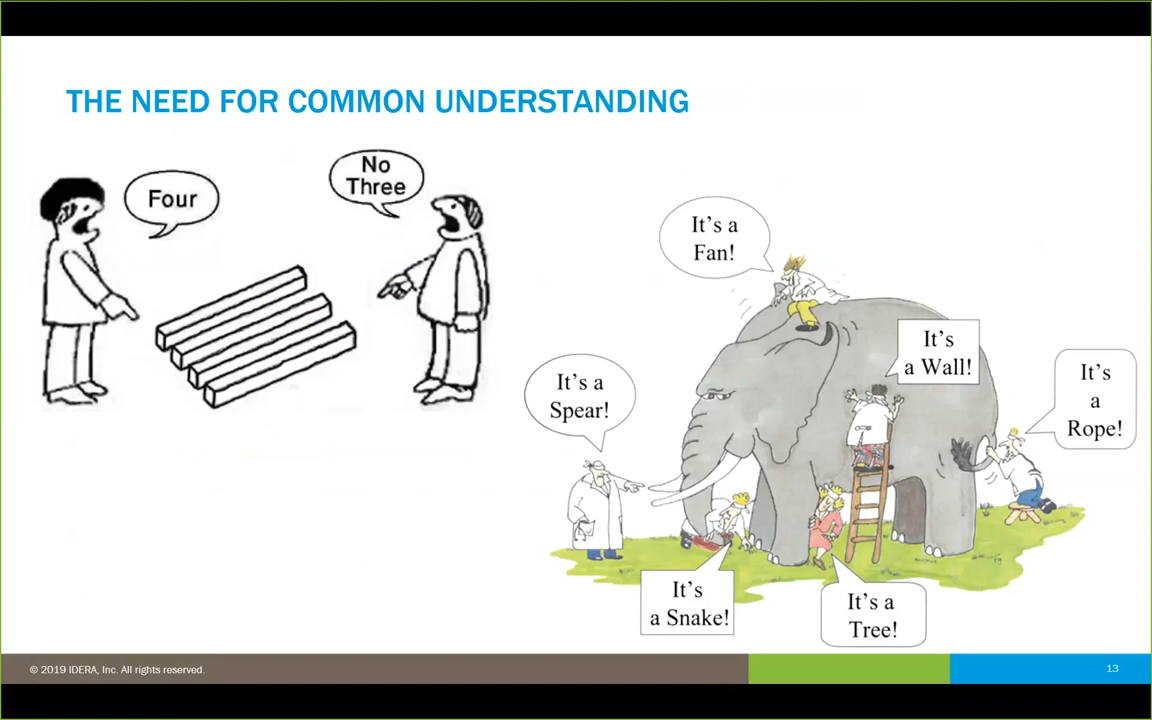 THE NEED FOR COMMON UNDERSTANDING
Four
No
Three
It's a
Fan!
It's
a Wall!
It's a
Spear!
It's
a
Rope!
It's
a Snake!
It's a
Tree!
© 2019 IDERA, Inc. All rights reserved.
13